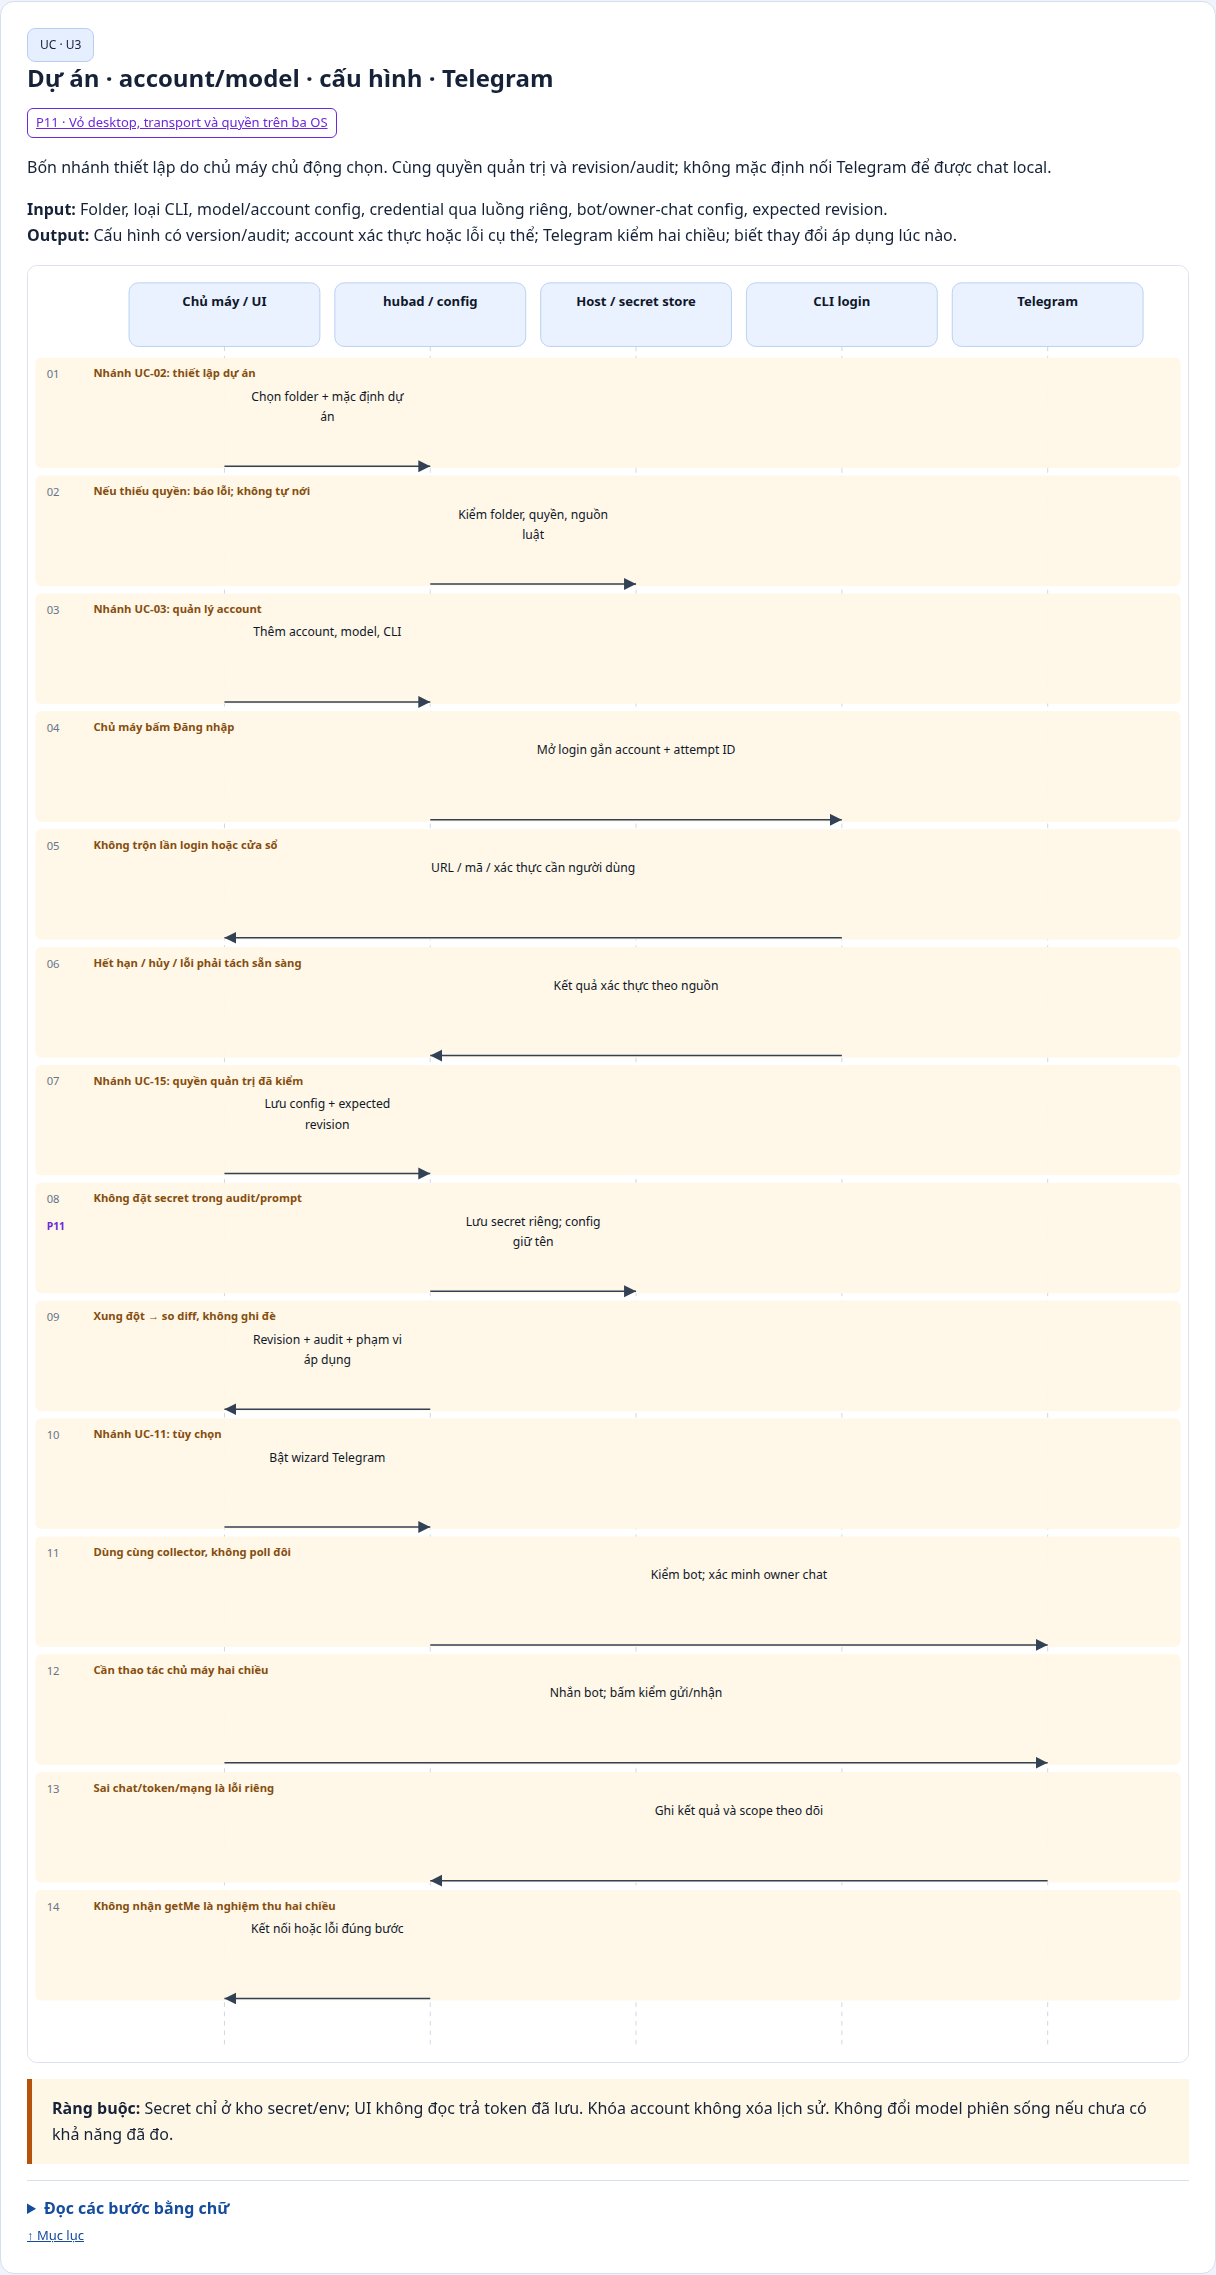 UC · U3
Dự án · account/model · cấu hình · Telegram
P11 · Vỏ desktop, transport và quyền trên ba OS
Bốn nhánh thiết lập do chủ máy chủ động chọn. Cùng quyền quản trị và revision/audit; không mặc định nối Telegram để được chat local.
Input: Folder, loại CLI, model/account config, credential qua luồng riêng, bot/owner-chat config, expected revision.
Output: Cấu hình có version/audit; account xác thực hoặc lỗi cụ thể; Telegram kiểm hai chiều; biết thay đổi áp dụng lúc nào.
Chủ máy / UI
hubad / config
Host / secret store
CLI login
Telegram
01
Nhánh UC-02: thiết lập dự án
Chọn folder + mặc định dự
án
02
Nếu thiếu quyền: báo lỗi; không tự nới
Kiểm folder, quyền, nguồn
luật
03
Nhánh UC-03: quản lý account
Thêm account, model, CLI
04
Chủ máy bấm Đăng nhập
Mở login gắn account + attempt ID
05
Không trộn lẫn login hoặc cửa sổ
URL / mã / xác thực cần người dùng
06
Hết hạn / hủy / lỗi phải tách sẵn sàng
Kết quả xác thực theo nguồn
07
Nhánh UC-15: quyền quản trị đã kiểm
Lưu config + expected
revision
08
Không đặt secret trong audit/prompt
P11
Lưu secret riêng; config
giữ tên
09
Xung đột → so diff, không ghi đè
Revision + audit + phạm vi
áp dụng
10
Nhánh UC-11: tùy chọn
Bật wizard Telegram
11
Dùng cùng collector, không poll đôi
Kiểm bot; xác minh owner chat
12
Cần thao tác chủ máy hai chiều
Nhắn bot; bấm kiểm gửi/nhận
13
Sai chat/token/mạng là lỗi riêng
Ghi kết quả và scope theo dõi
14
Không nhận getMe là nghiệm thu hai chiều
Kết nối hoặc lỗi đúng bước
Ràng buộc: Secret chỉ ở kho secret/env; UI không đọc trả token đã lưu. Khóa account không xóa lịch sử. Không đổi model phiên sống nếu chưa có
khả năng đã đo.
▶ Đọc các bước bằng chữ
↑ Mục lục